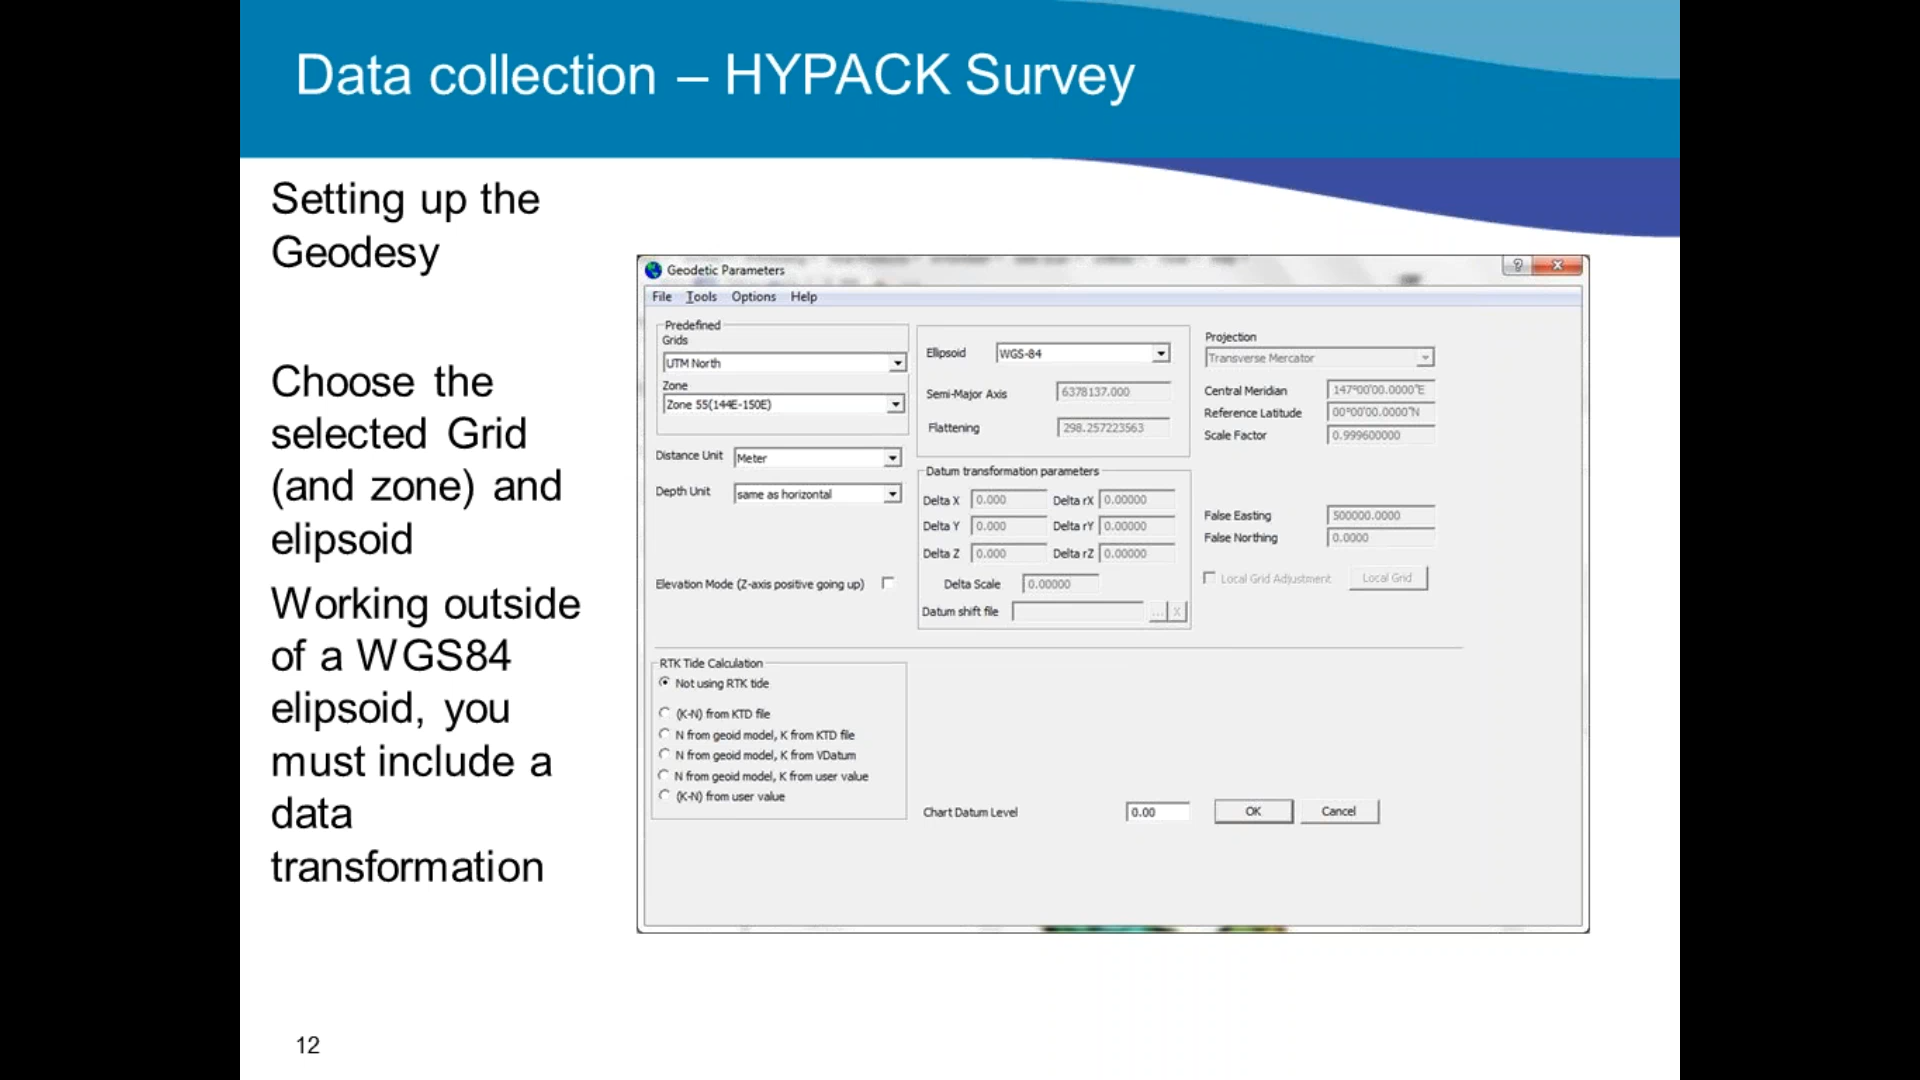 Data collection – HYPACK Survey
Setting up the
Geodesy
Choose the
selected Grid
(and zone) and
elipsoid
Working outside
of a WGS84
elipsoid, you
must include a
data
transformation
Geodetic Parameters
File Tools Options Help
Predefined
Grids
UTM North
Zone
Zone 55(144E-150E)
Distance Unit Meter
Depth Unit same as horizontal
Elevation Mode (Z-axis positive going up)
Ellipsoid WGS-84
Semi-Major Axis 6378137.000
Flattening 298.257223563
Datum transformation parameters
Delta X 0.000 Delta rX 0.00000
Delta Y 0.000 Delta rY 0.00000
Delta Z 0.000 Delta rZ 0.00000
Delta Scale 0.00000
Datum shift file ... X
Projection
Transverse Mercator
Central Meridian 147°00'00.0000"E
Reference Latitude 00°00'00.0000"N
Scale Factor 0.999600000
False Easting 500000.0000
False Northing 0.0000
Local Grid Adjustment Local Grid
RTK Tide Calculation
Not using RTK tide
(K-N) from KTD file
N from geoid model, K from KTD file
N from geoid model, K from VDatum
N from geoid model, K from user value
(K-N) from user value
Chart Datum Level 0.00 OK Cancel
12